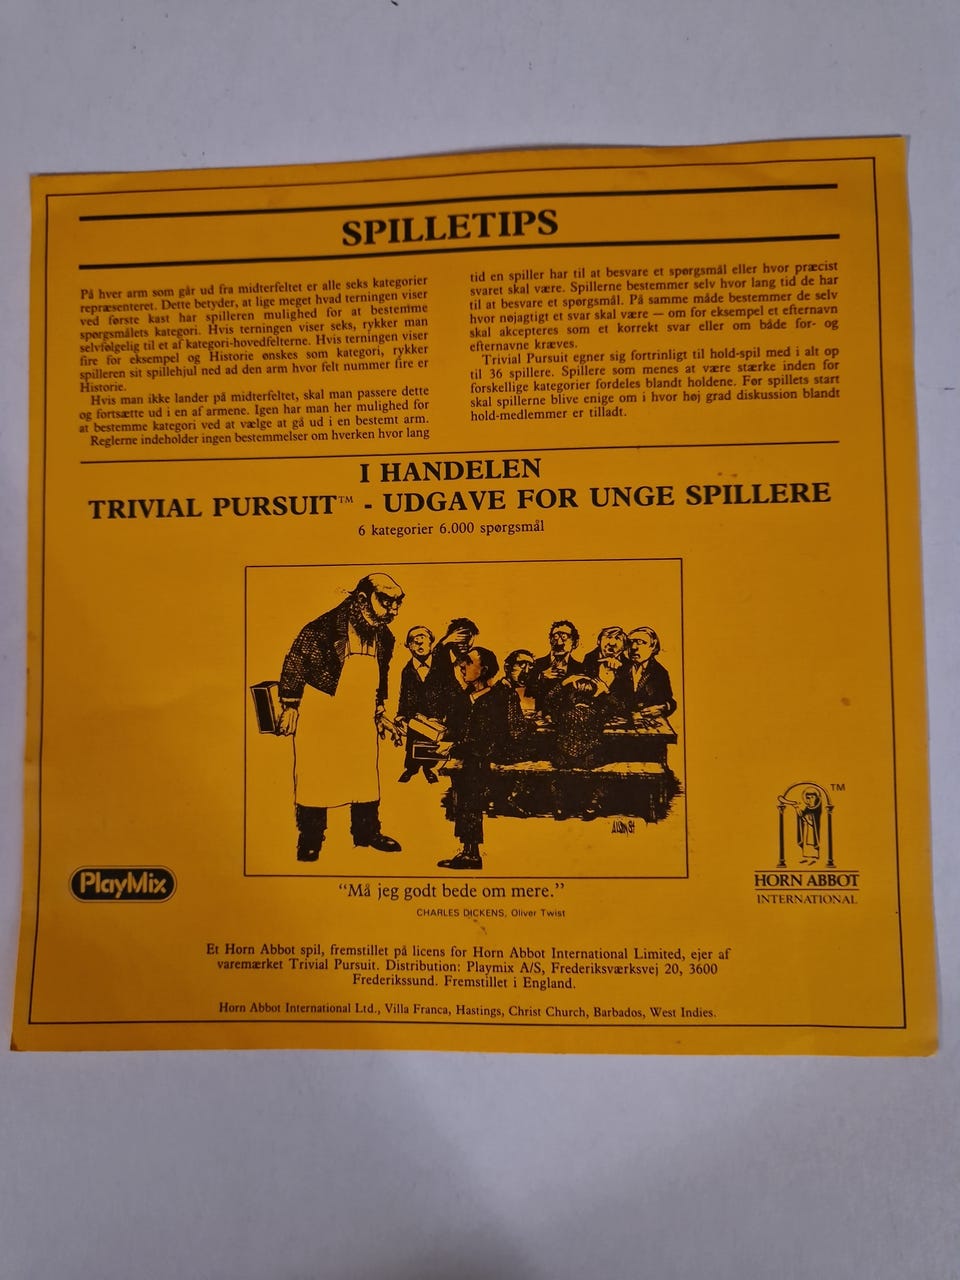 SPILLETIPS
På hver arm som går ud fra midterfeltet er alle seks kategorier
repræsenteret. Dette betyder, at lige meget hvad terningen viser
ved første kast har spilleren mulighed for at bestemme
spørgsmålets kategori. Hvis terningen viser seks, rykker man
selvfølgelig til et af kategori-hovedfelterne. Hvis terningen viser
fire for eksempel og Historie ønskes som kategori, rykker
spilleren sit spillehjul ned ad den arm hvor felt nummer fire er
Historie.
Hvis man ikke lander på midterfeltet, skal man passere dette
og fortsætte ud i en af armene. Igen har man her mulighed for
at bestemme kategori ved at vælge at gå ud i en bestemt arm.
Reglerne indeholder ingen bestemmelser om hverken hvor lang
tid en spiller har til at besvare et spørgsmål eller hvor præcist
svaret skal være. Spillerne bestemmer selv hvor lang tid de har
til at besvare et spørgsmål. På samme måde bestemmer de selv
hvor nøjagtigt et svar skal være — om for eksempel et efternavn
skal akcepteres som et korrekt svar eller om både for- og
efternavne kræves.
Trivial Pursuit egner sig fortrinligt til hold-spil med i alt op
til 36 spillere. Spillere som menes at være stærke inden for
forskellige kategorier fordeles blandt holdene. Før spillets start
skal spillerne blive enige om i hvor høj grad diskussion blandt
hold-medlemmer er tilladt.
I HANDELEN
TRIVIAL PURSUIT™ - UDGAVE FOR UNGE SPILLERE
6 kategorier 6.000 spørgsmål
TM
PlayMix
HORN ABBOT
INTERNATIONAL
“Må jeg godt bede om mere.”
CHARLES DICKENS, Oliver Twist
Et Horn Abbot spil, fremstillet på licens for Horn Abbot International Limited, ejer af
varemærket Trivial Pursuit. Distribution: Playmix A/S, Frederiksværksvej 20, 3600
Frederikssund. Fremstillet i England.
Horn Abbot International Ltd., Villa Franca, Hastings, Christ Church, Barbados, West Indies.